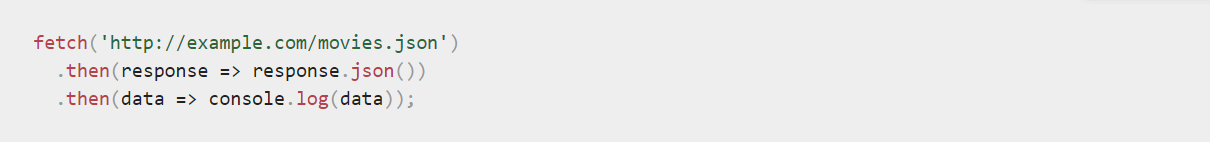 fetch('http://example.com/movies.json')
  .then(response => response.json())
  .then(data => console.log(data));